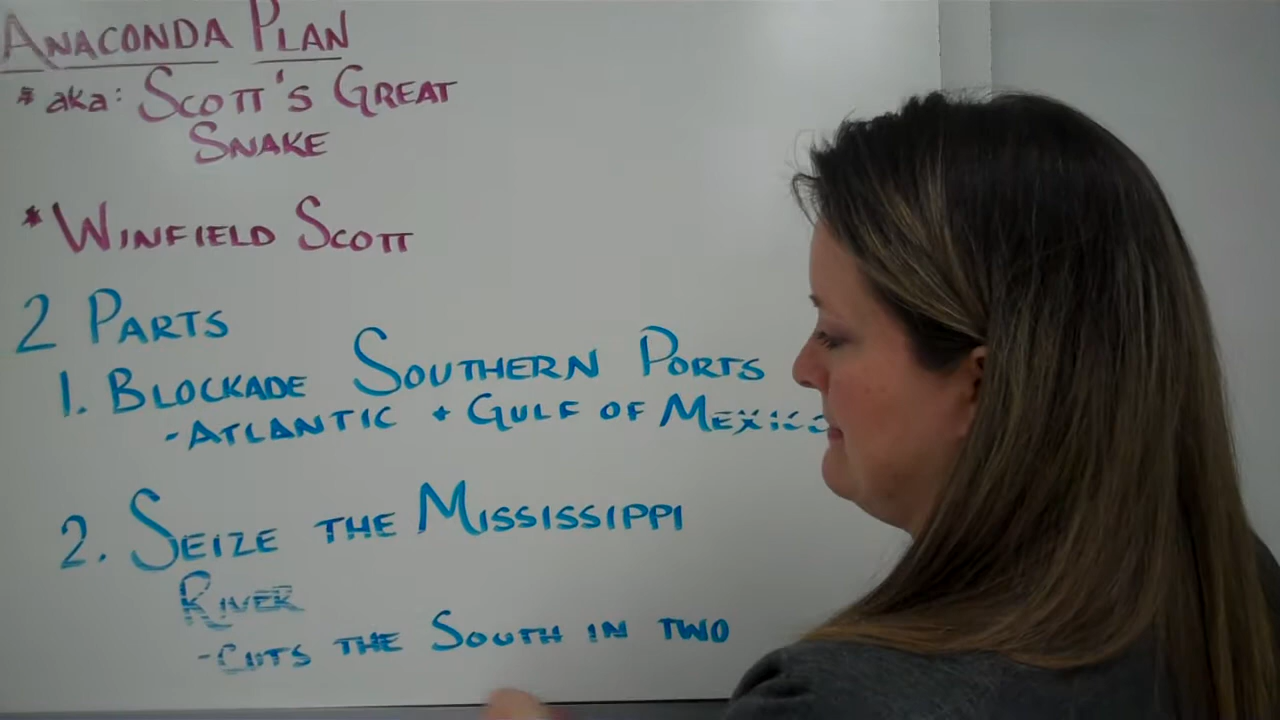 ANACONDA PLAN
* aka: SCOTT'S GREAT
SNAKE
* WINFIELD SCOTT
2 PARTS
1. BLOCKADE SOUTHERN PORTS
- ATLANTIC + GULF OF MEXICO
2. SEIZE THE MISSISSIPPI
RIVER
- CUTS THE SOUTH IN TWO